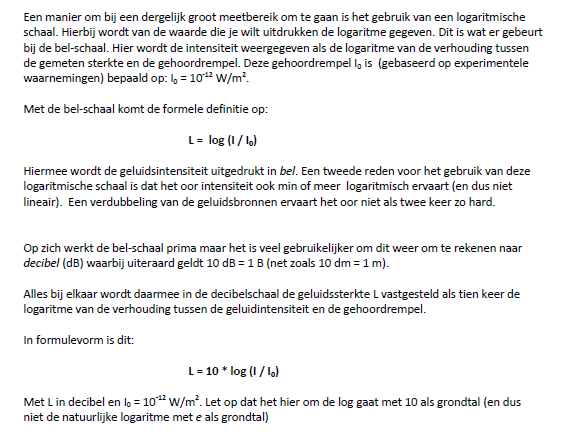 Een manier om bij een dergelijk groot meetbereik om te gaan is het gebruik van een logaritmische
schaal. Hierbij wordt van de waarde die je wilt uitdrukken de logaritme gegeven. Dit is wat er gebeurt
bij de bel-schaal. Hier wordt de intensiteit weergegeven als de logaritme van de verhouding tussen
de gemeten sterkte en de gehoordrempel. Deze gehoordrempel I₀ is  (gebaseerd op experimentele
waarnemingen) bepaald op: I₀ = 10⁻¹² W/m².
Met de bel-schaal komt de formele definitie op:
L =  log (I / I₀)
Hiermee wordt de geluidsintensiteit uitgedrukt in bel. Een tweede reden voor het gebruik van deze
logaritmische schaal is dat het oor intensiteit ook min of meer  logaritmisch ervaart (en dus niet
lineair).  Een verdubbeling van de geluidsbronnen ervaart het oor niet als twee keer zo hard.
Op zich werkt de bel-schaal prima maar het is veel gebruikelijker om dit weer om te rekenen naar
decibel (dB) waarbij uiteraard geldt 10 dB = 1 B (net zoals 10 dm = 1 m).
Alles bij elkaar wordt daarmee in de decibelschaal de geluidssterkte L vastgesteld als tien keer de
logaritme van de verhouding tussen de geluidintensiteit en de gehoordrempel.
In formulevorm is dit:
L = 10 * log (I / I₀)
Met L in decibel en I₀ = 10⁻¹² W/m². Let op dat het hier om de log gaat met 10 als grondtal (en dus
niet de natuurlijke logaritme met e als grondtal)